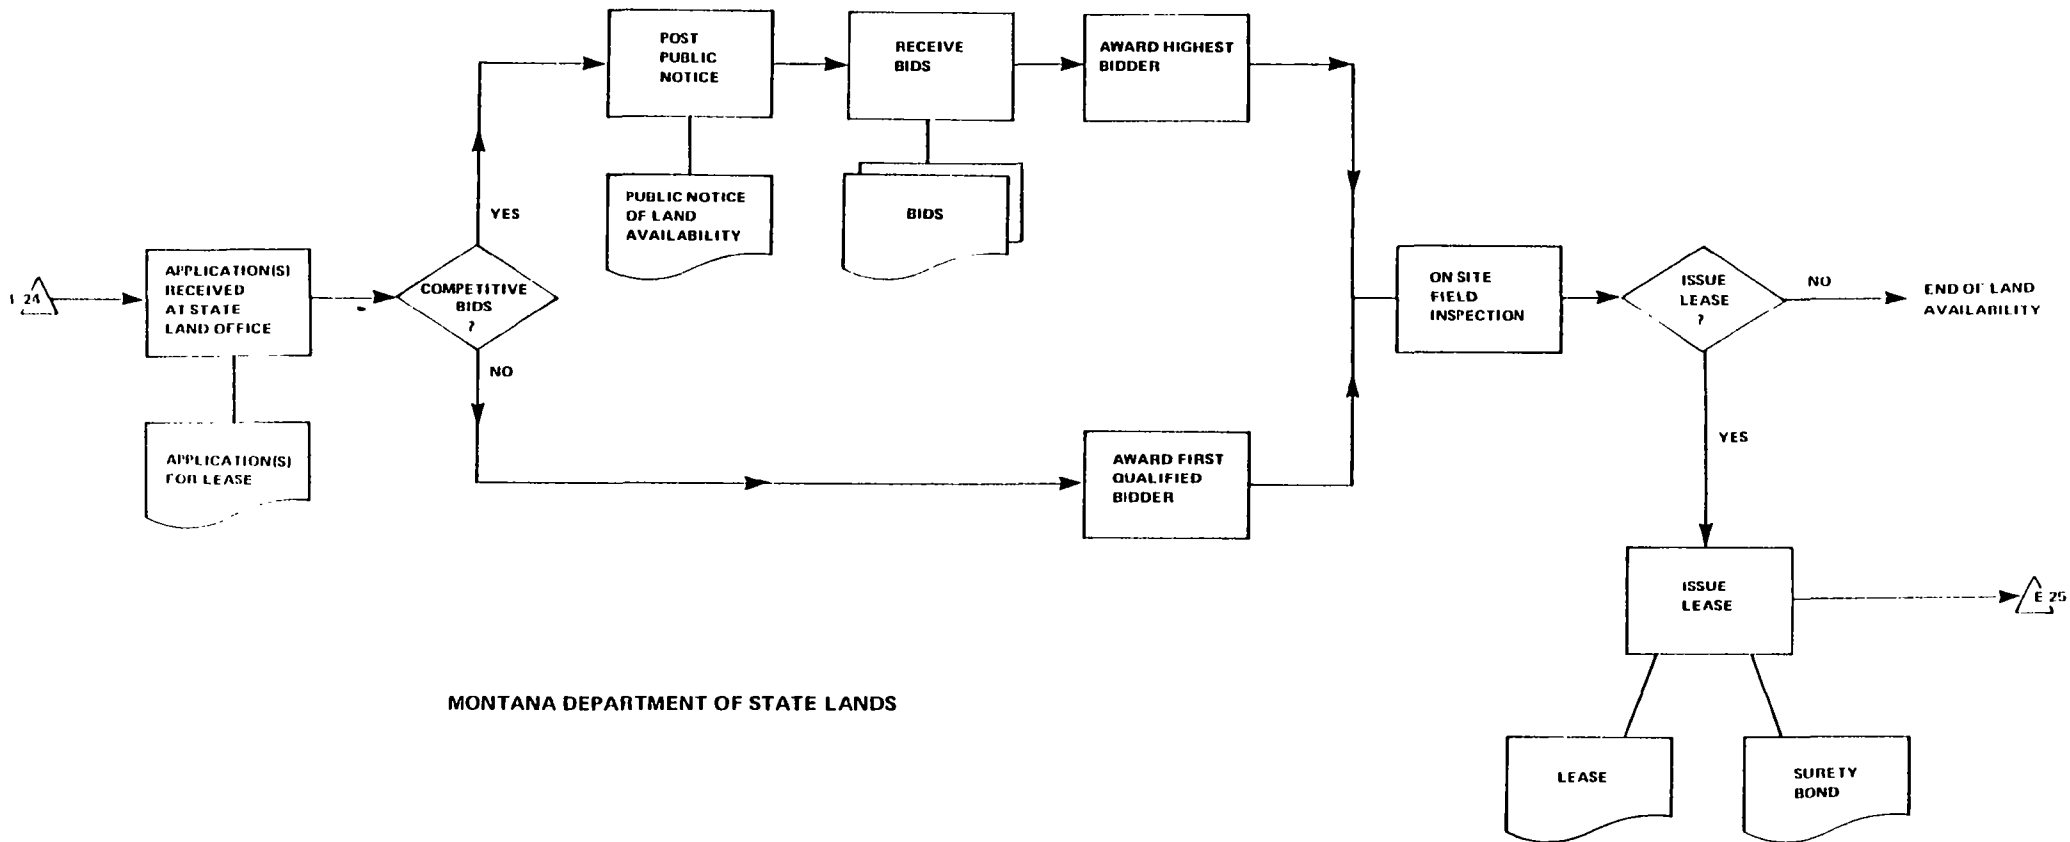 POST
PUBLIC
NOTICE
RECEIVE
BIDS
AWARD HIGHEST
BIDDER
PUBLIC NOTICE
OF LAND
AVAILABILITY
BIDS
YES
24
APPLICATION(S)
RECEIVED
AT STATE
LAND OFFICE
COMPETITIVE
BIDS
?
ON SITE
FIELD
INSPECTION
ISSUE
LEASE
?
NO
END OF LAND
AVAILABILITY
NO
APPLICATION(S)
FOR LEASE
AWARD FIRST
QUALIFIED
BIDDER
YES
ISSUE
LEASE
E 25
MONTANA DEPARTMENT OF STATE LANDS
LEASE
SURETY
BOND